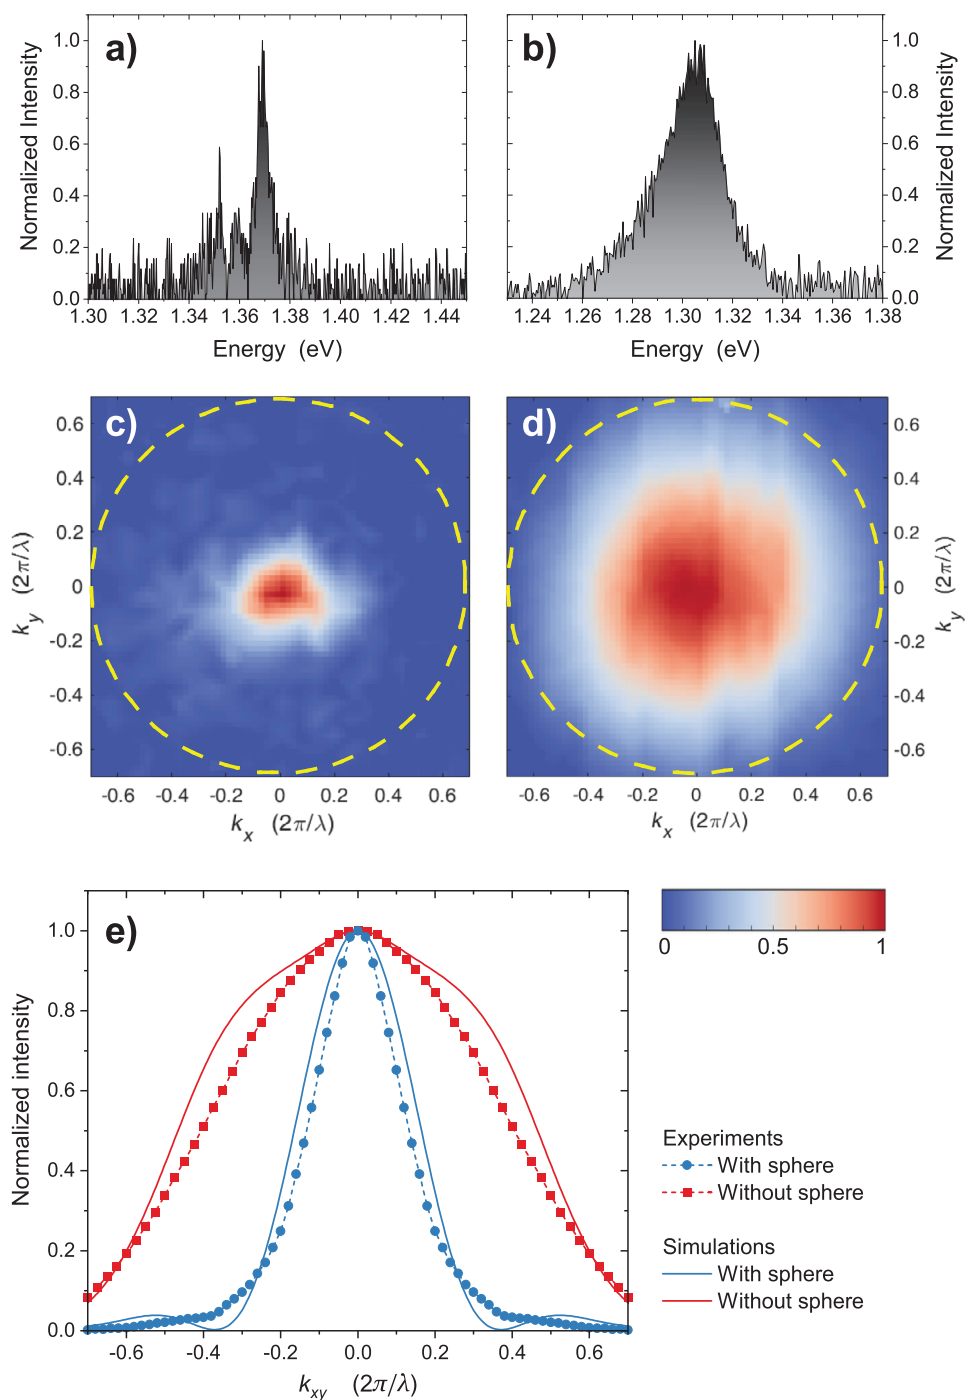 a)
Normalized Intensity
1.0
0.8
0.6
0.4
0.2
0.0
1.30 1.32 1.34 1.36 1.38 1.40 1.42 1.44
Energy (eV)
b)
1.0
0.8
0.6
0.4
0.2
0.0
Normalized Intensity
1.24 1.26 1.28 1.30 1.32 1.34 1.36 1.38
Energy (eV)
c)
k_y (2π/λ)
0.6
0.4
0.2
0
-0.2
-0.4
-0.6
-0.6 -0.4 -0.2 0 0.2 0.4 0.6
k_x (2π/λ)
d)
0.6
0.4
0.2
0
-0.2
-0.4
-0.6
k_y (2π/λ)
-0.6 -0.4 -0.2 0 0.2 0.4 0.6
k_x (2π/λ)
e)
Normalized intensity
1.0
0.8
0.6
0.4
0.2
0.0
-0.6 -0.4 -0.2 0.0 0.2 0.4 0.6
k_xy (2π/λ)
0 0.5 1
Experiments
With sphere
Without sphere
Simulations
With sphere
Without sphere